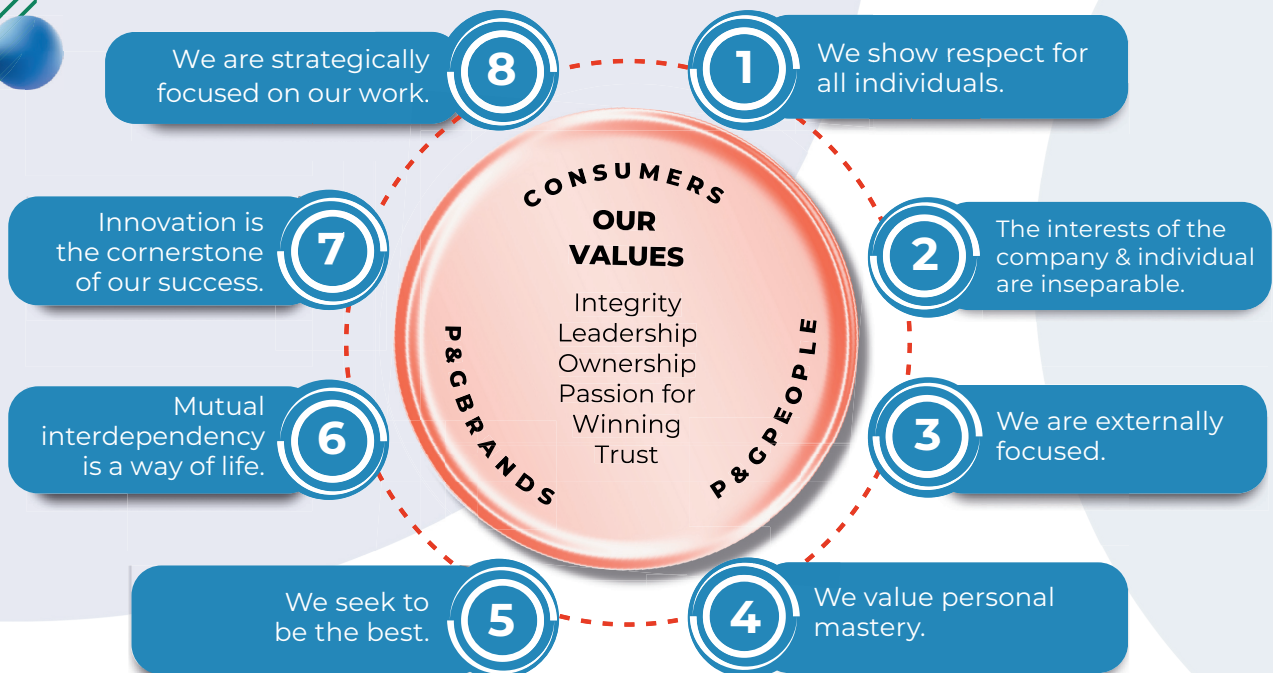 8
We are strategically
focused on our work.
1
We show respect for
all individuals.
CONSUMERS
OUR
VALUES
Integrity
Leadership
Ownership
Passion for
Winning
Trust
P&GBRANDS
P&GPEOPLE
7
Innovation is
the cornerstone
of our success.
2
The interests of the
company & individual
are inseparable.
6
Mutual
interdependency
is a way of life.
3
We are externally
focused.
5
We seek to
be the best.
4
We value personal
mastery.